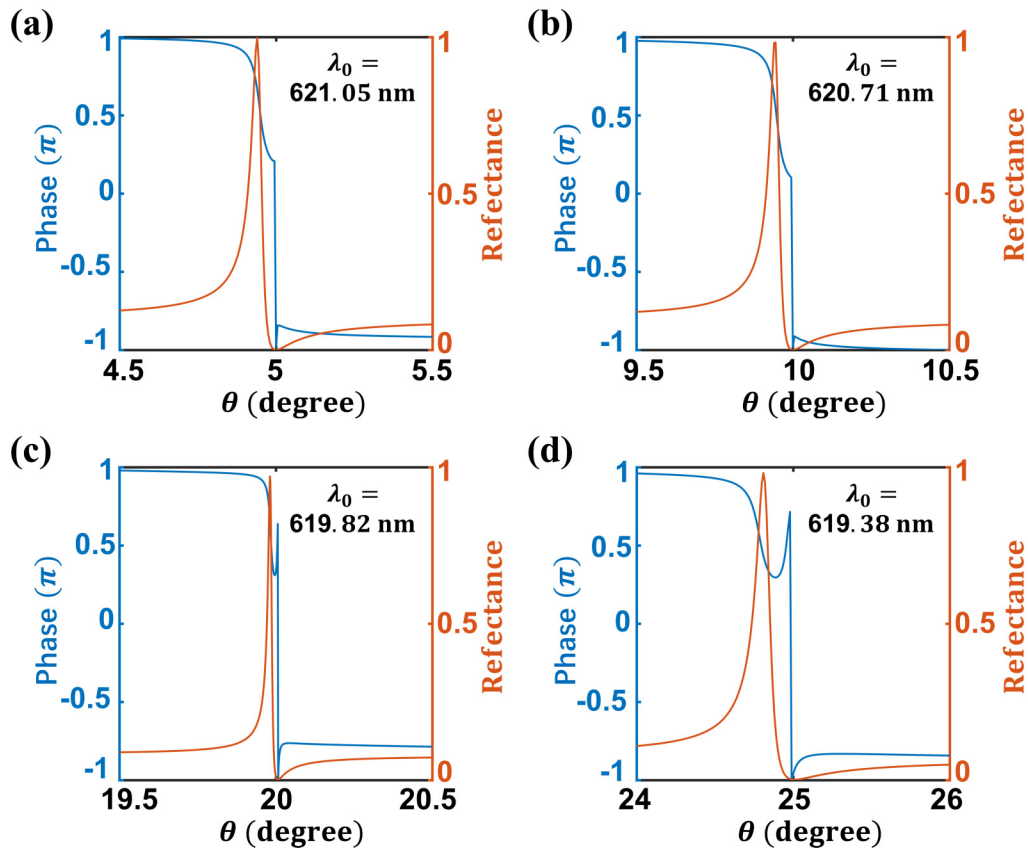 (a)
1
0.5
0
-0.5
-1
Phase (π)
λ₀ =
621.05 nm
1
0.5
0
Refectance
4.5
5
5.5
θ (degree)
(b)
1
0.5
0
-0.5
-1
Phase (π)
λ₀ =
620.71 nm
1
0.5
0
Refectance
9.5
10
10.5
θ (degree)
(c)
1
0.5
0
-0.5
-1
Phase (π)
λ₀ =
619.82 nm
1
0.5
0
Refectance
19.5
20
20.5
θ (degree)
(d)
1
0.5
0
-0.5
-1
Phase (π)
λ₀ =
619.38 nm
1
0.5
0
Refectance
24
25
26
θ (degree)